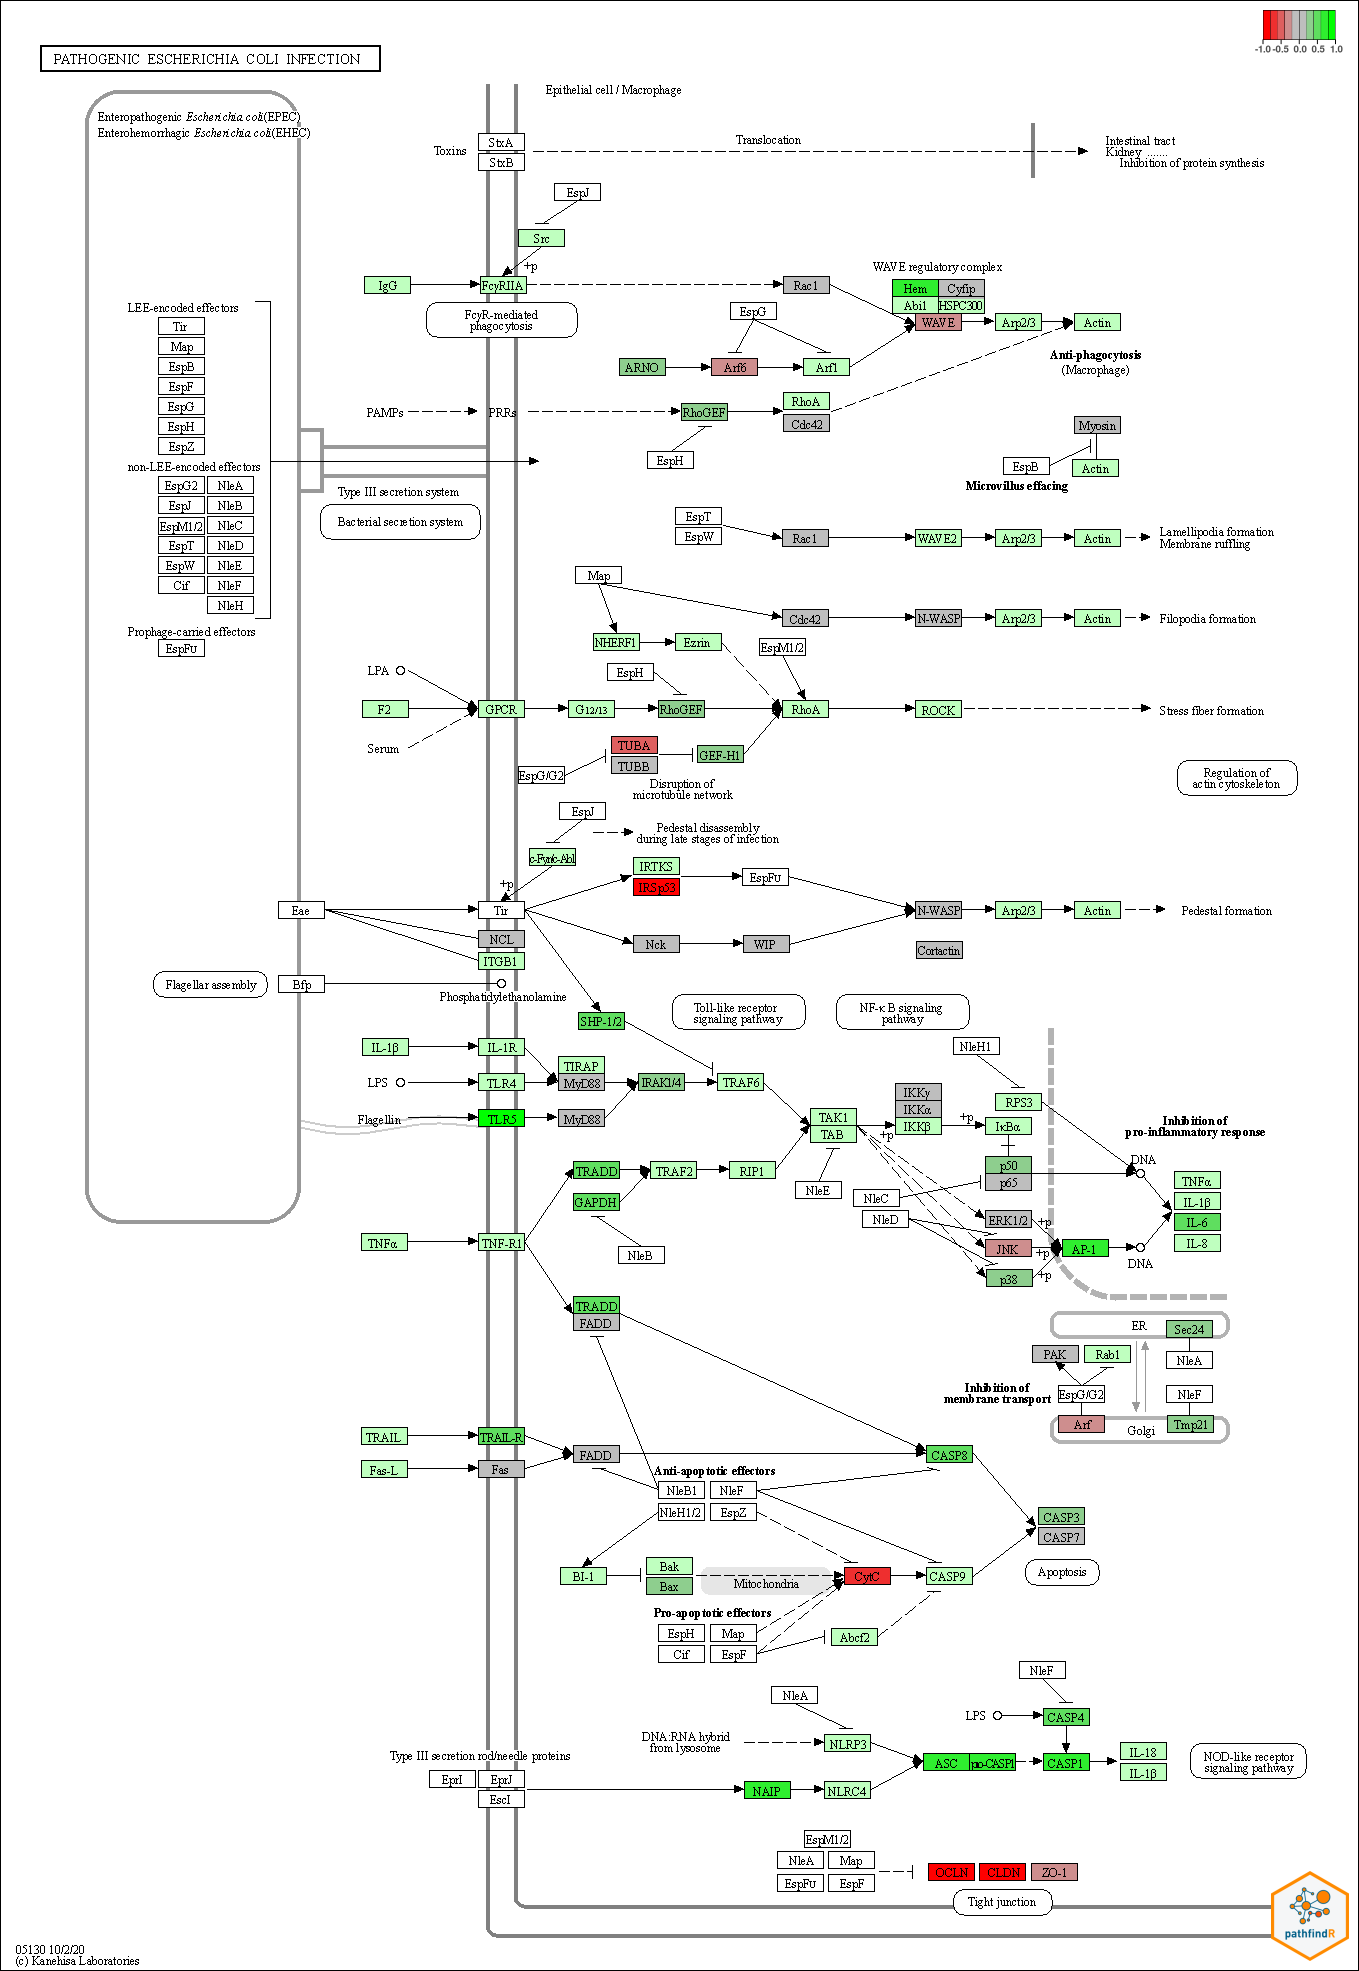 -1.0 -0.5 0.0 0.5 1.0
PATHOGENIC ESCHERICHIA COLI INFECTION
Epithelial cell / Macrophage
Enteropathogenic Escherichia coli(EPEC)
Enterohemorrhagic Escherichia coli(EHEC)
Toxins
StxA
StxB
Translocation
Intestinal tract
Kidney .......
Inhibition of protein synthesis
EspJ
Src
+p
IgG
FcγRIIA
Rac1
WAVE regulatory complex
Hem
Cyfip
Abi1
HSPC300
WAVE
Arp2/3
Actin
FcγR-mediated
phagocytosis
EspG
ARNO
Arf6
Arf1
Anti-phagocytosis
(Macrophage)
LEE-encoded effectors
Tir
Map
EspB
EspF
EspG
EspH
EspZ
non-LEE-encoded effectors
EspG2
NleA
EspJ
NleB
EspM1/2
NleC
EspT
NleD
EspW
NleE
Cif
NleF
NleH
Prophage-carried effectors
EspFu
PAMPs
PRRs
RhoGEF
RhoA
Cdc42
EspH
Myosin
EspB
Actin
Microvillus effacing
Type III secretion system
Bacterial secretion system
EspT
EspW
Rac1
WAVE2
Arp2/3
Actin
Lamellipodia formation
Membrane ruffling
Map
Cdc42
N-WASP
Arp2/3
Actin
Filopodia formation
NHERF1
Ezrin
EspM1/2
LPA
EspH
F2
GPCR
G12/13
RhoGEF
RhoA
ROCK
Stress fiber formation
Serum
TUBA
TUBB
GEF-H1
EspG/G2
Disruption of
microtubule network
Regulation of
actin cytoskeleton
EspJ
Pedestal disassembly
during late stages of infection
c-Fyn/c-Abl
+p
IRTKS
IRSp53
EspFu
Eae
Tir
N-WASP
Arp2/3
Actin
Pedestal formation
NCL
Nck
WIP
Cortactin
ITGB1
Flagellar assembly
Bfp
Phosphatidylethanolamine
SHP-1/2
Toll-like receptor
signaling pathway
NF-κ B signaling
pathway
IL-1β
IL-1R
TIRAP
MyD88
LPS
TLR4
IRAK1/4
TRAF6
Flagellin
TLR5
MyD88
NleH1
IKKγ
IKKα
IKKβ
RPS3
TAK1
TAB
+p
+p
IκBα
Inhibition of
pro-inflammatory response
p50
p65
DNA
TRADD
TRAF2
RIP1
GAPDH
NleE
NleC
NleD
TNFα
IL-1β
IL-6
IL-8
ERK1/2
+p
JNK
+p
AP-1
DNA
p38
+p
TNFα
TNF-R1
NleB
TRADD
FADD
ER
Sec24
PAK
Rab1
NleA
Inhibition of
membrane transport
EspG/G2
NleF
Arf
Golgi
Tmp21
TRAIL
TRAIL-R
FADD
CASP8
Fas-L
Fas
Anti-apoptotic effectors
NleB1
NleF
NleH1/2
EspZ
CASP3
CASP7
BI-1
Bak
Bax
Mitochondria
CytC
CASP9
Apoptosis
Pro-apoptotic effectors
EspH
Map
Cif
EspF
Abcf2
NleF
NleA
LPS
CASP4
DNA:RNA hybrid
from lysosome
NLRP3
ASC
pro-CASP1
CASP1
IL-18
IL-1β
NOD-like receptor
signaling pathway
Type III secretion rod/needle proteins
EprI
EprJ
EscI
NAIP
NLRC4
EspM1/2
NleA
Map
EspFu
EspF
OCLN
CLDN
ZO-1
Tight junction
pathfindR
05130 10/2/20
(c) Kanehisa Laboratories